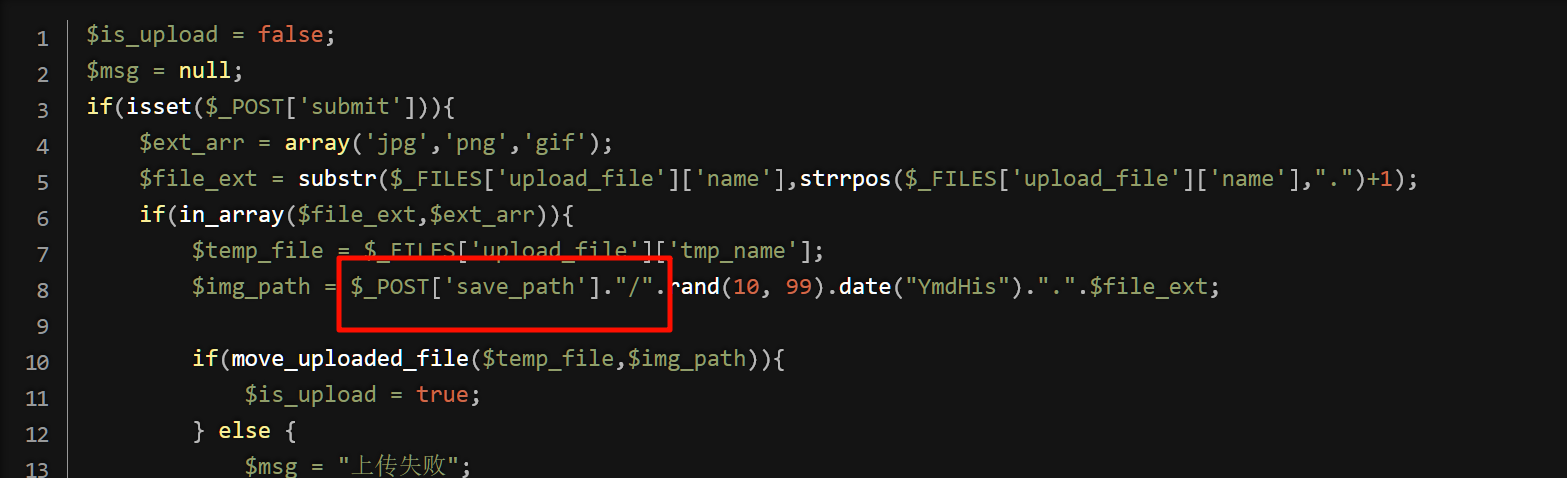 1 $is_upload = false;
2 $msg = null;
3 if(isset($_POST['submit'])){
4 $ext_arr = array('jpg','png','gif');
5 $file_ext = substr($_FILES['upload_file']['name'],strrpos($_FILES['upload_file']['name'],".")+1);
6 if(in_array($file_ext,$ext_arr)){
7 $temp_file = $_FILES['upload_file']['tmp_name'];
8 $img_path = $_POST['save_path']."/".rand(10, 99).date("YmdHis").".".$file_ext;
9
10 if(move_uploaded_file($temp_file,$img_path)){
11 $is_upload = true;
12 } else {
13 $msg = "上传失败";